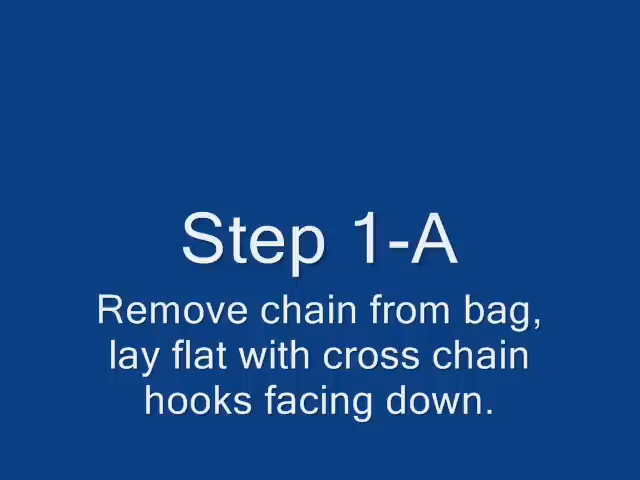 Step 1-A
Remove chain from bag,
lay flat with cross chain
hooks facing down.